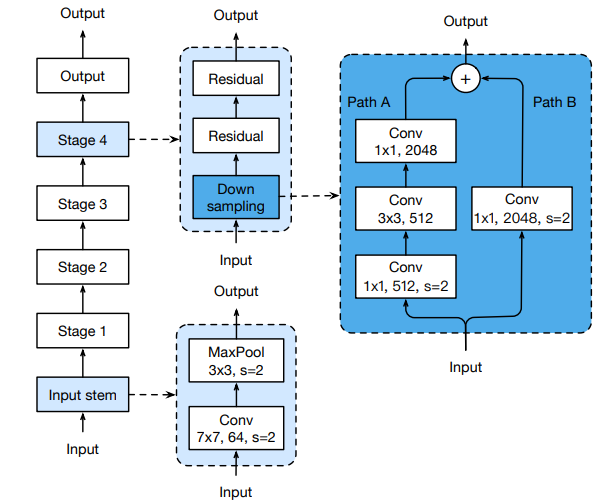 Output
Output
Stage 4
Stage 3
Stage 2
Stage 1
Input stem
Input
Output
Residual
Residual
Down
sampling
Input
Output
MaxPool
3x3, s=2
Conv
7x7, 64, s=2
Input
Output
+
Path A
Path B
Conv
1x1, 2048
Conv
3x3, 512
Conv
1x1, 512, s=2
Conv
1x1, 2048, s=2
Input